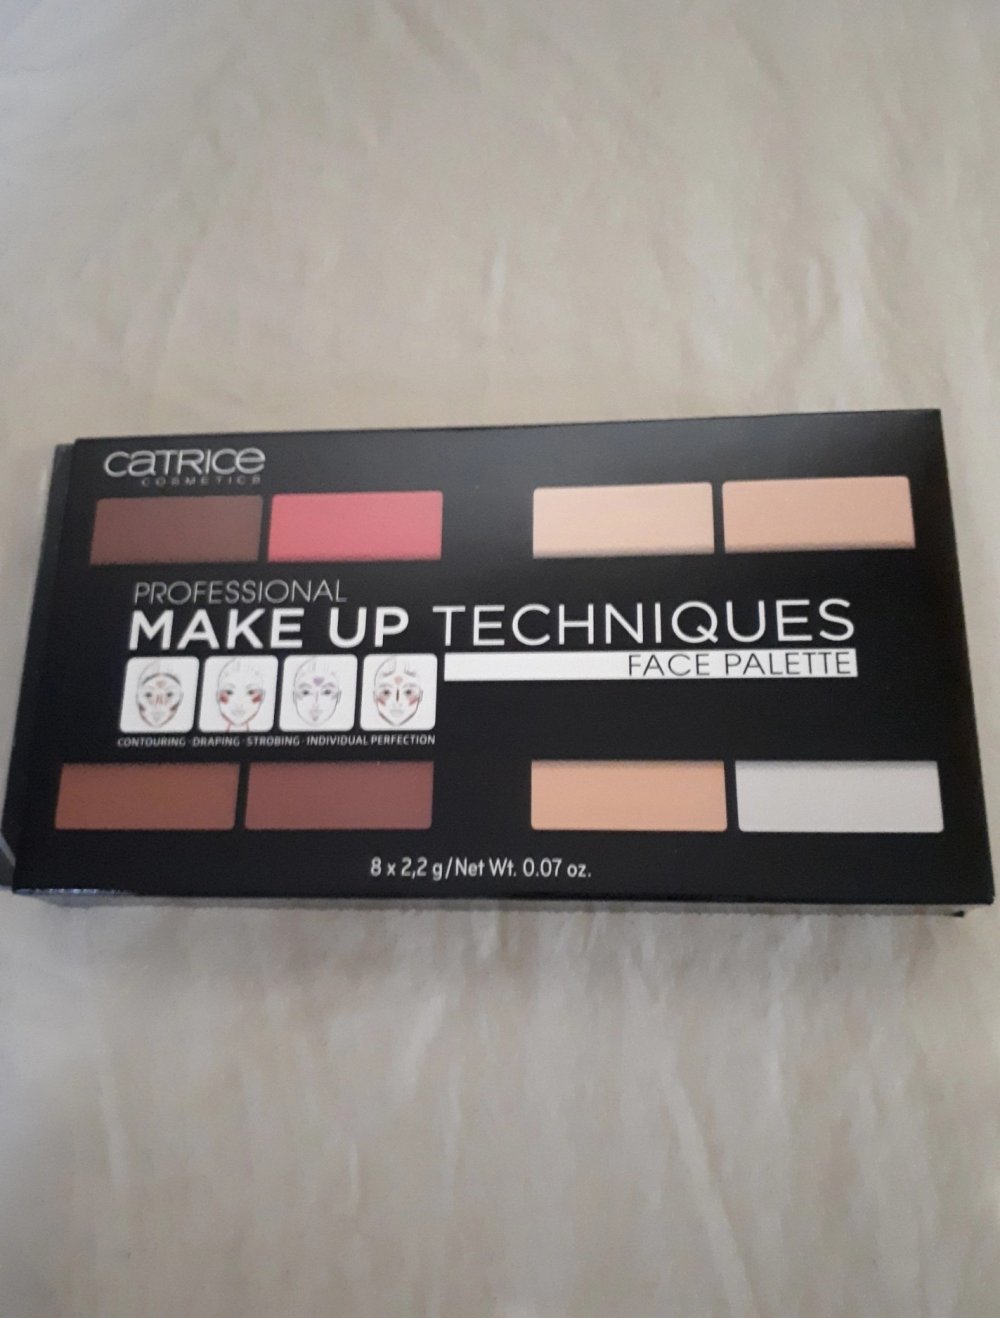 CATRICE
COSMETICS
PROFESSIONAL
MAKE UP TECHNIQUES
FACE PALETTE
CONTOURING · DRAPING · STROBING · INDIVIDUAL PERFECTION
8 x 2,2 g/Net Wt. 0.07 oz.